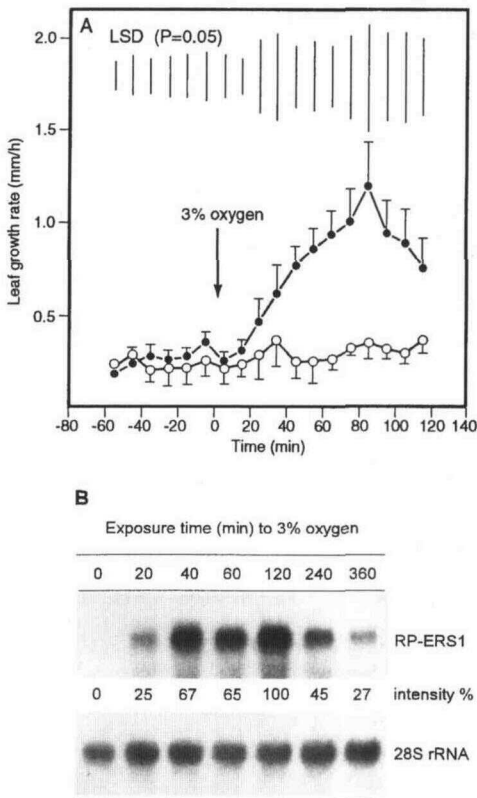 A
LSD (P=0.05)
2.0
1.5
1.0
0.5
Leaf growth rate (mm/h)
3% oxygen
-80 -60 -40 -20 0 20 40 60 80 100 120 140
Time (min)
B
Exposure time (min) to 3% oxygen
0 20 40 60 120 240 360
RP-ERS1
0 25 67 65 100 45 27 intensity %
28S rRNA